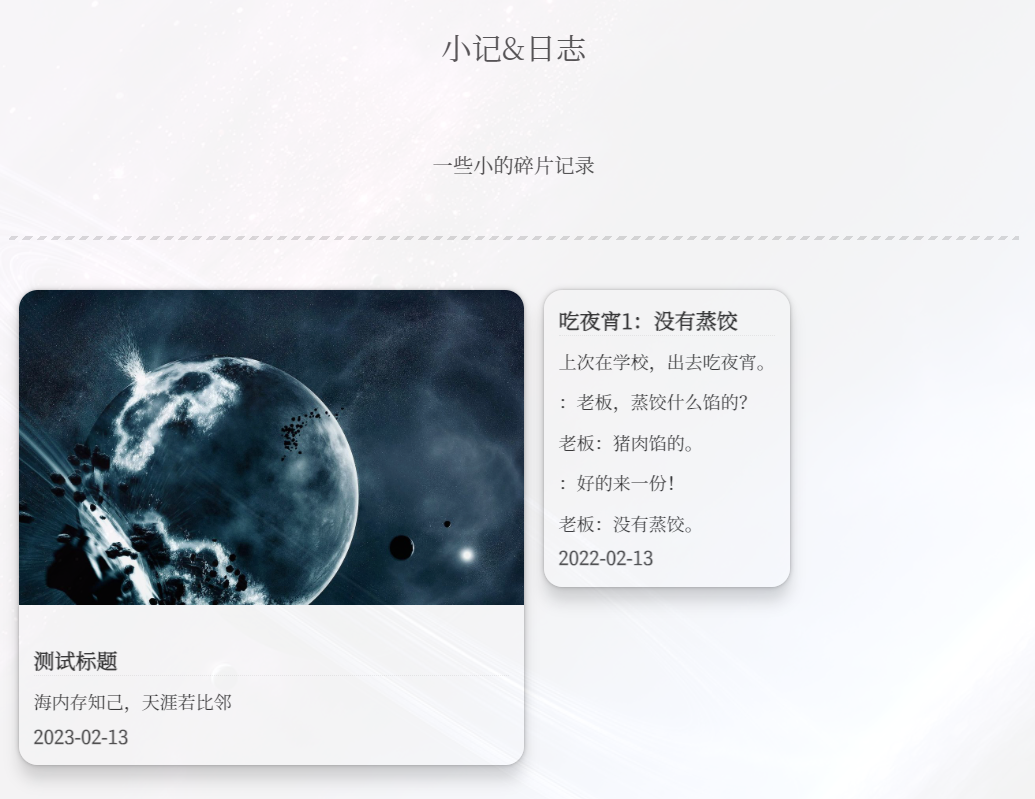 小记&日志
一些小的碎片记录
测试标题
海内存知己，天涯若比邻
2023-02-13
吃夜宵1：没有蒸饺
上次在学校，出去吃夜宵。
：老板，蒸饺什么馅的？
老板：猪肉馅的。
：好的来一份！
老板：没有蒸饺。
2022-02-13